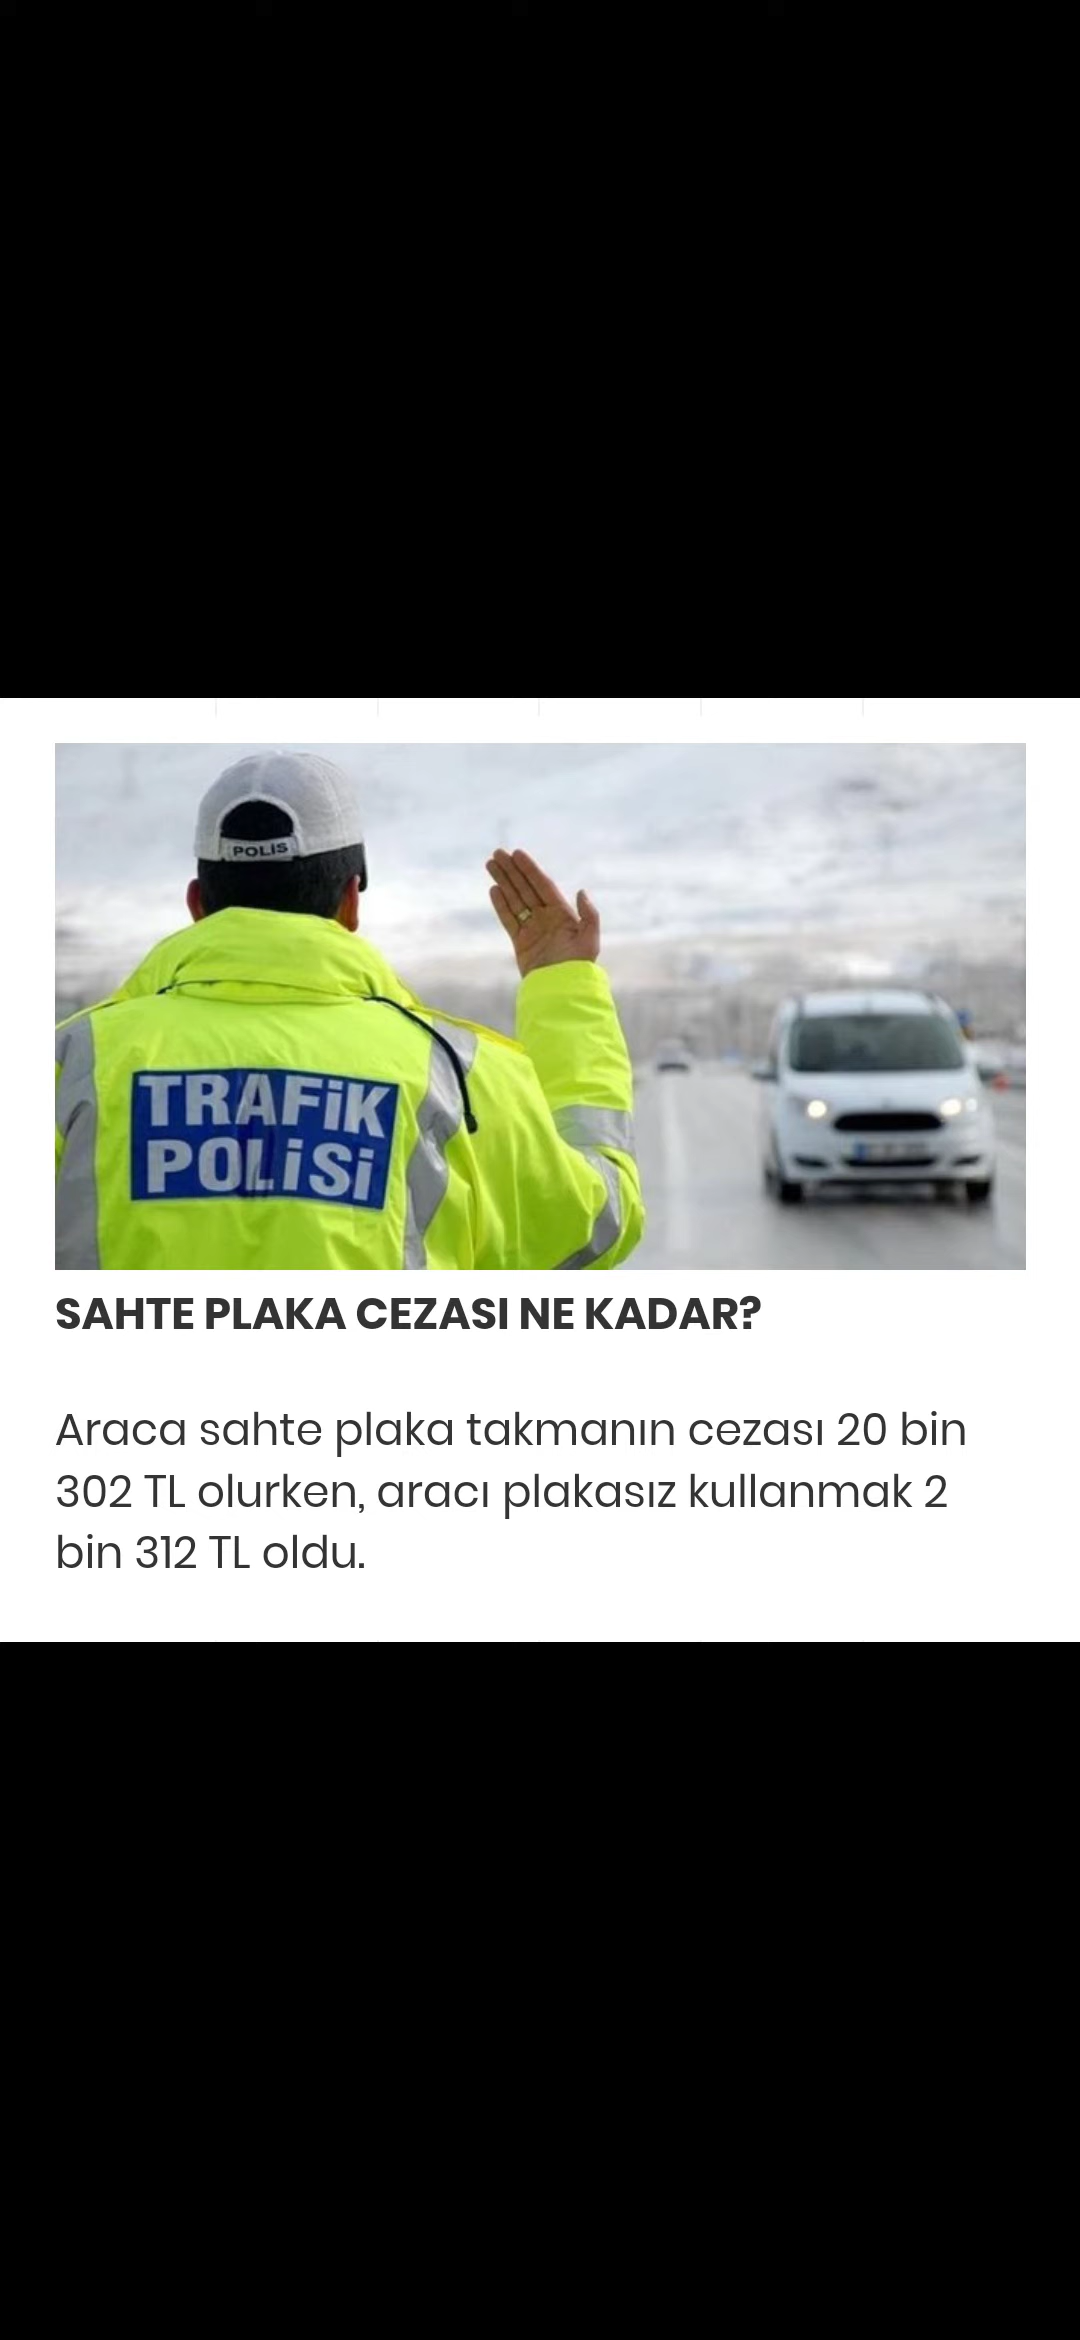 POLIS
TRAFiK
POLiSi
SAHTE PLAKA CEZASI NE KADAR?
Araca sahte plaka takmanın cezası 20 bin
302 TL olurken, aracı plakasız kullanmak 2
bin 312 TL oldu.